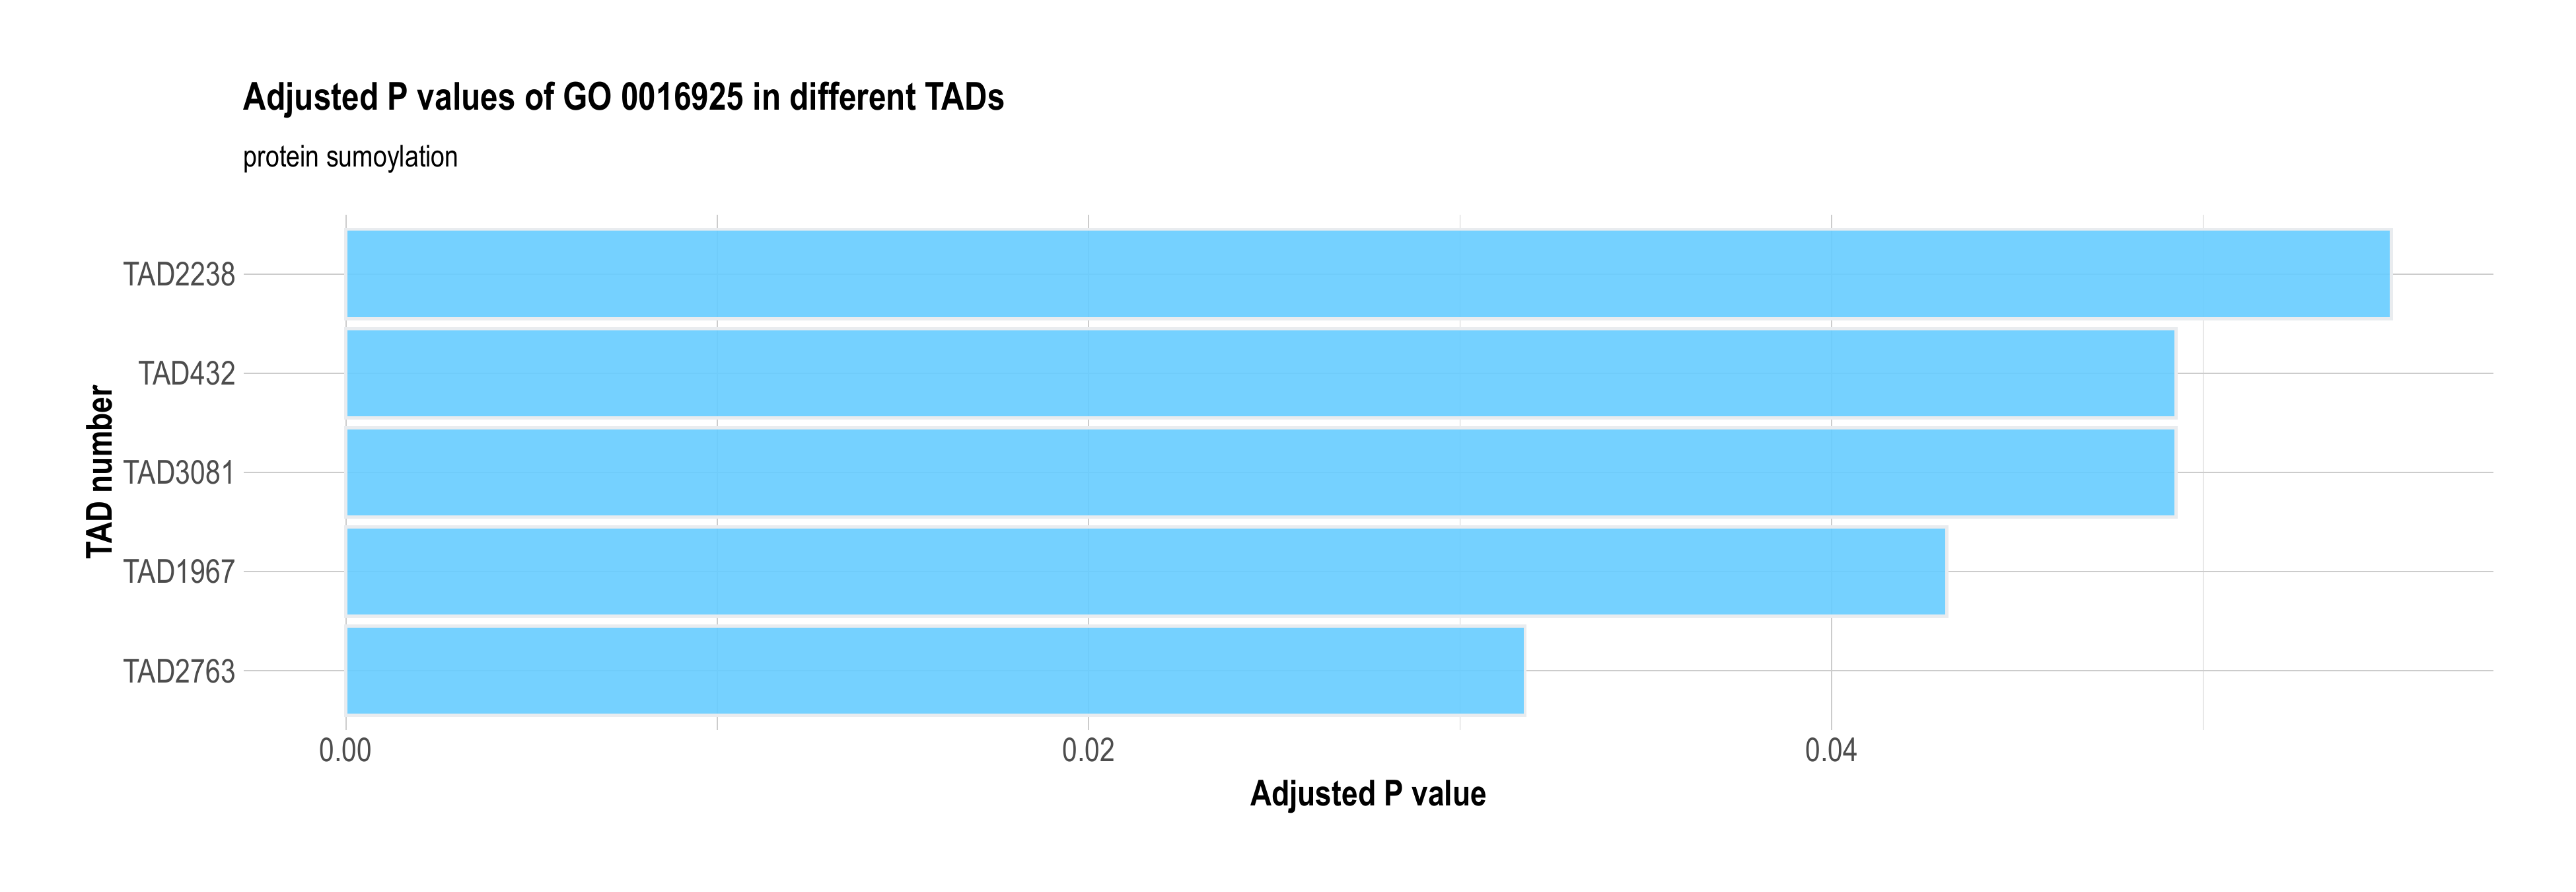 Adjusted P values of GO 0016925 in different TADs
protein sumoylation
TAD number
TAD2238
TAD432
TAD3081
TAD1967
TAD2763
0.00 0.02 0.04
Adjusted P value